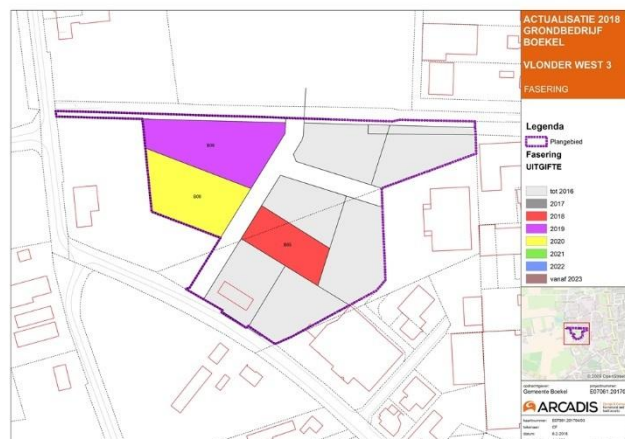 ACTUALISATIE 2018
GRONDBEDRIJF
BOEKEL
VLONDER WEST 3
FASERING
Legenda
Plangebied
Fasering
UITGIFTE
tot 2016
2017
2018
2019
2020
2021
2022
vanaf 2023
Gemeente Boekel
ARCADIS